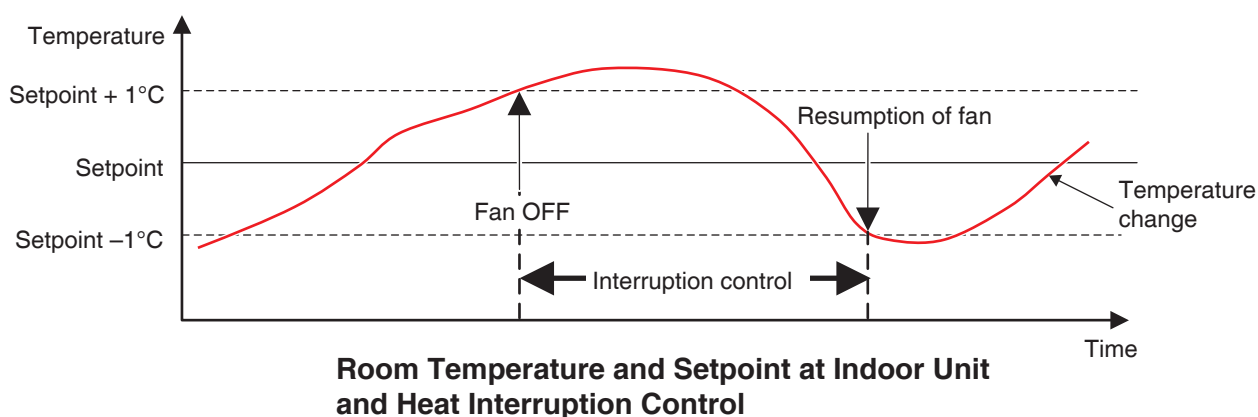 Temperature
Setpoint + 1°C
Resumption of fan
Setpoint
Temperature
change
Fan OFF
Setpoint –1°C
Interruption control
Time
Room Temperature and Setpoint at Indoor Unit
and Heat Interruption Control